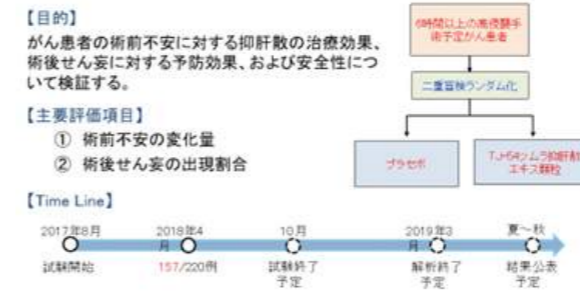 【目的】
がん患者の術前不安に対する抑肝散の治療効果、
術後せん妄に対する予防効果、および安全性につ
いて検証する。
【主要評価項目】
① 術前不安の変化量
② 術後せん妄の出現割合
6時間以上の高侵襲手
術予定がん患者
二重盲検ランダム化
プラセボ
TJ-54ツムラ抑肝散
エキス顆粒
【Time Line】
2017年8月
2018年4
月
10月
2019年3
月
夏～秋
試験開始
157/220例
試験終了
予定
解析終了
予定
結果公表
予定